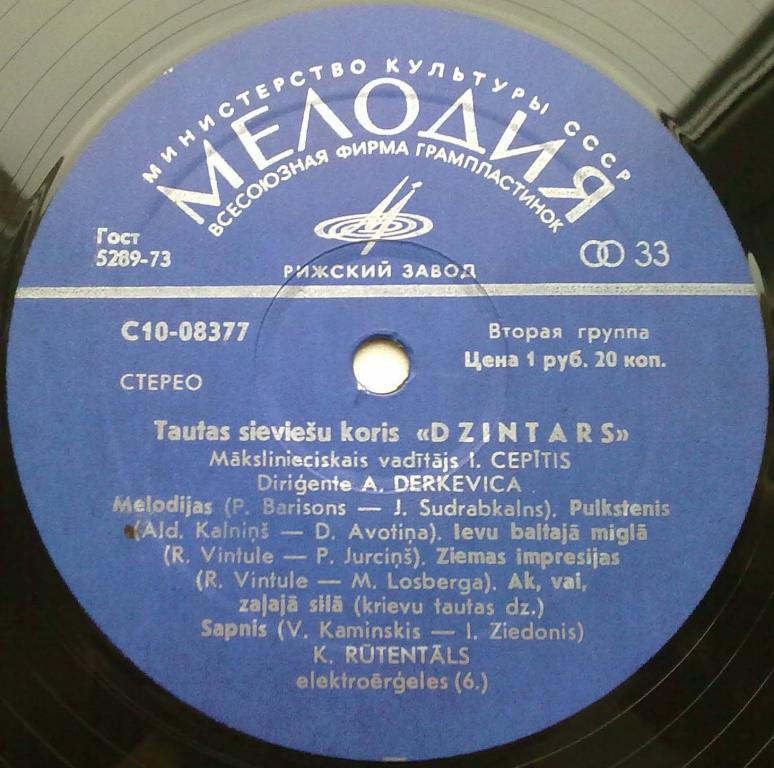 МИНИСТЕРСТВО КУЛЬТУРЫ СССР
МЕЛОДИЯ
ВСЕСОЮЗНАЯ ФИРМА ГРАМПЛАСТИНОК
Гост
5289-73
33
РИЖСКИЙ ЗАВОД
С10-08377
Вторая группа
Цена 1 руб. 20 коп.
СТЕРЕО
Tautas sieviešu koris «DZINTARS»
Mākslinieciskais vadītājs I. CEPĪTIS
Diriģente A. DERKEVICA
Melodijas (P. Barisons — J. Sudrabkalns). Pulkstenis
(Ald. Kalniņš — D. Avotiņa). Ievu baltajā miglā
(R. Vintule — P. Jurciņš). Ziemas impresijas
(R. Vintule — M. Losberga). Ak, vai,
zaļajā silā (krievu tautas dz.)
Sapnis (V. Kaminskis — I. Ziedonis)
K. RŪTENTĀLS
elektroērģeles (6.)